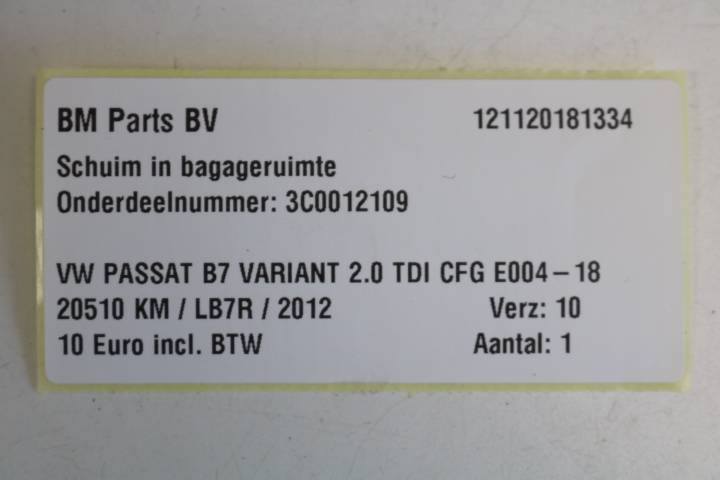 BM Parts BV 121120181334
Schuim in bagageruimte
Onderdeelnummer: 3C0012109
VW PASSAT B7 VARIANT 2.0 TDI CFG E004-18
20510 KM / LB7R / 2012 Verz: 10
10 Euro incl. BTW Aantal: 1